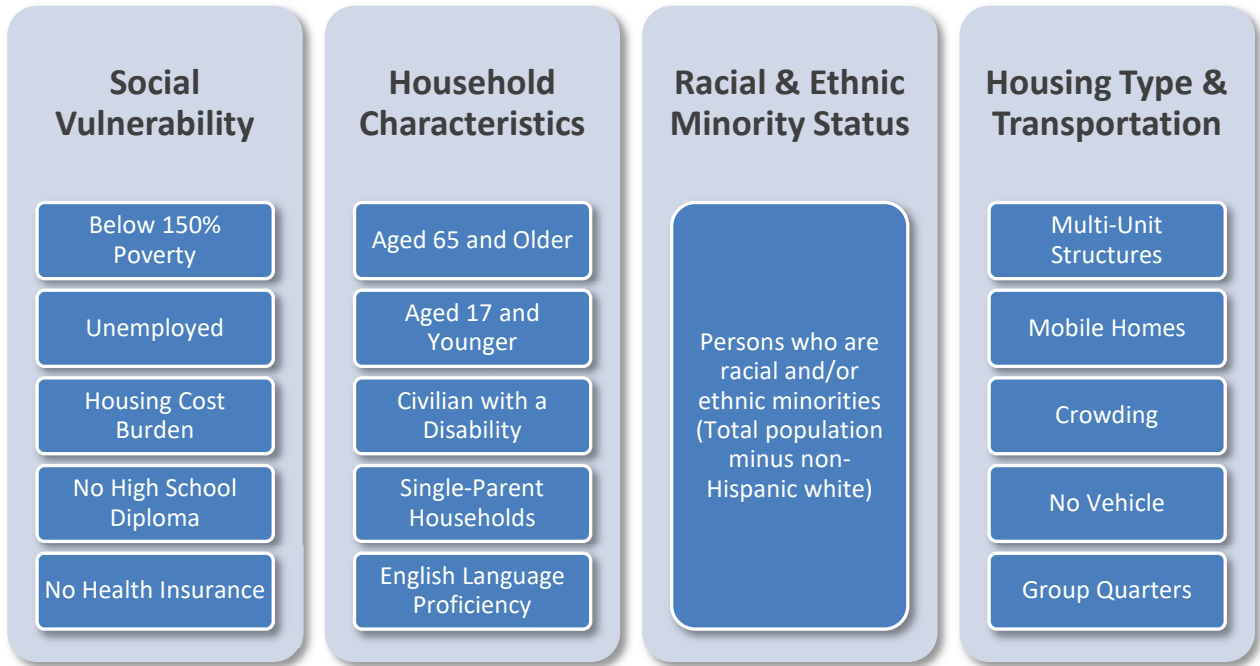 Social
Vulnerability
Below 150%
Poverty
Unemployed
Housing Cost
Burden
No High School
Diploma
No Health Insurance
Household
Characteristics
Aged 65 and Older
Aged 17 and
Younger
Civilian with a
Disability
Single-Parent
Households
English Language
Proficiency
Racial & Ethnic
Minority Status
Persons who are
racial and/or
ethnic minorities
(Total population
minus non-
Hispanic white)
Housing Type &
Transportation
Multi-Unit
Structures
Mobile Homes
Crowding
No Vehicle
Group Quarters